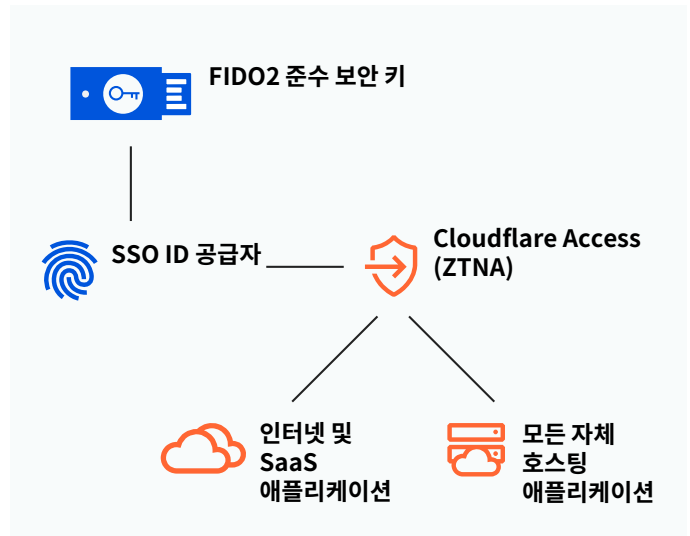 FIDO2 준수 보안 키
SSO ID 공급자
Cloudflare Access
(ZTNA)
인터넷 및
SaaS
애플리케이션
모든 자체
호스팅
애플리케이션